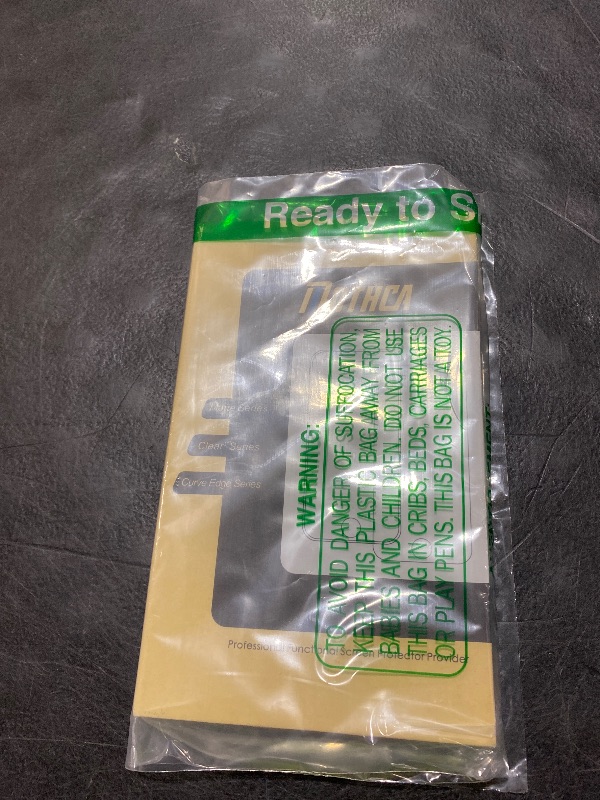 Ready to S
Clear Series
Curve Edge Series
Professional Functional Screen Protector Provider
WARNING:
TO AVOID DANGER OF SUFFOCATION,
KEEP THIS PLASTIC BAG AWAY FROM
BABIES AND CHILDREN. DO NOT USE
THIS BAG IN CRIBS, BEDS, CARRIAGES
OR PLAY PENS. THIS BAG IS NOT A TOY.